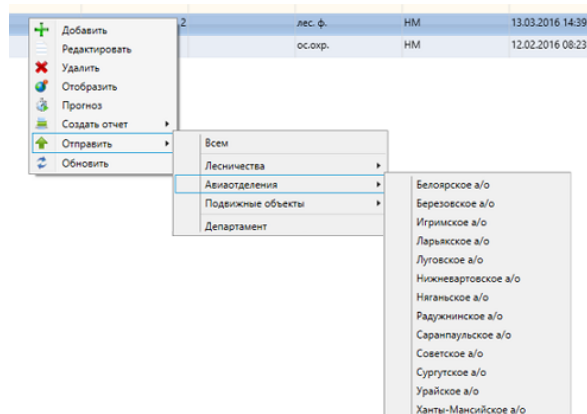 2 лес. ф. НМ 13.03.2016 14:39
ос.охр. НМ 12.02.2016 08:23
Добавить
Редактировать
Удалить
Отобразить
Прогноз
Создать отчет
Отправить
Обновить
Всем
Лесничества
Авиаотделения
Подвижные объекты
Департамент
Белоярское а/о
Березовское а/о
Игримское а/о
Ларьякское а/о
Луговское а/о
Нижневартовское а/о
Няганьское а/о
Радужнинское а/о
Саранпаульское а/о
Советское а/о
Сургутское а/о
Урайское а/о
Ханты-Мансийское а/о